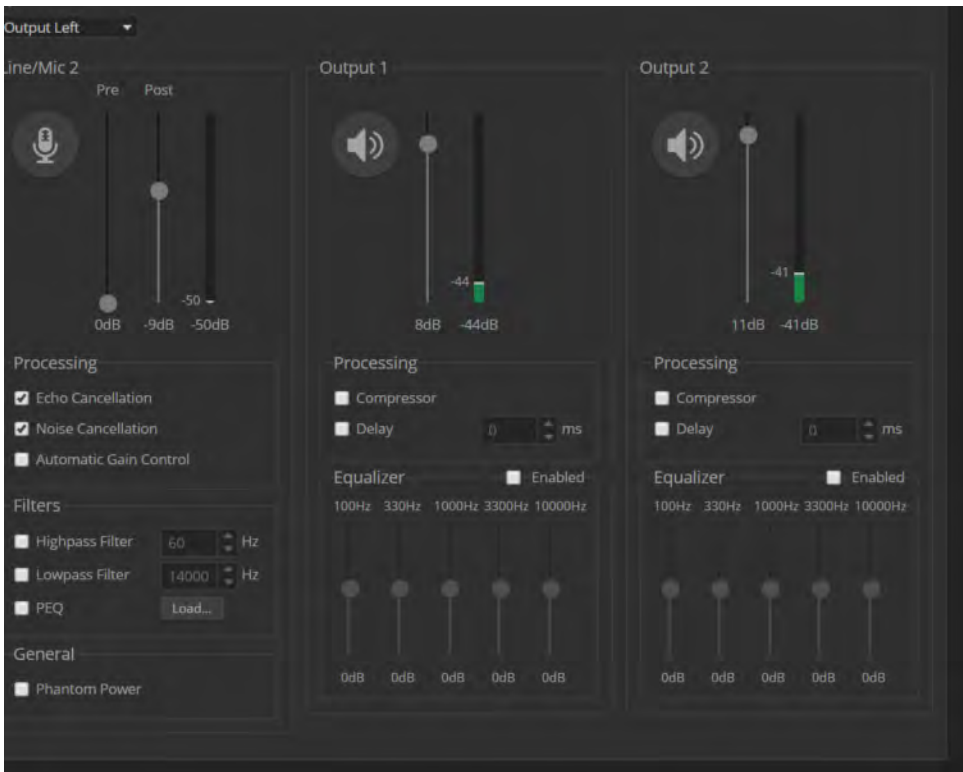 Output Left
Line/Mic 2
Pre Post
-50
0dB -9dB -50dB
Processing
Echo Cancellation
Noise Cancellation
Automatic Gain Control
Filters
Highpass Filter 60 Hz
Lowpass Filter 14000 Hz
PEQ Load...
General
Phantom Power
Output 1
-44
8dB -44dB
Processing
Compressor
Delay 0 ms
Equalizer Enabled
100Hz 330Hz 1000Hz 3300Hz 10000Hz
0dB 0dB 0dB 0dB 0dB
Output 2
-41
11dB -41dB
Processing
Compressor
Delay 0 ms
Equalizer Enabled
100Hz 330Hz 1000Hz 3300Hz 10000Hz
0dB 0dB 0dB 0dB 0dB